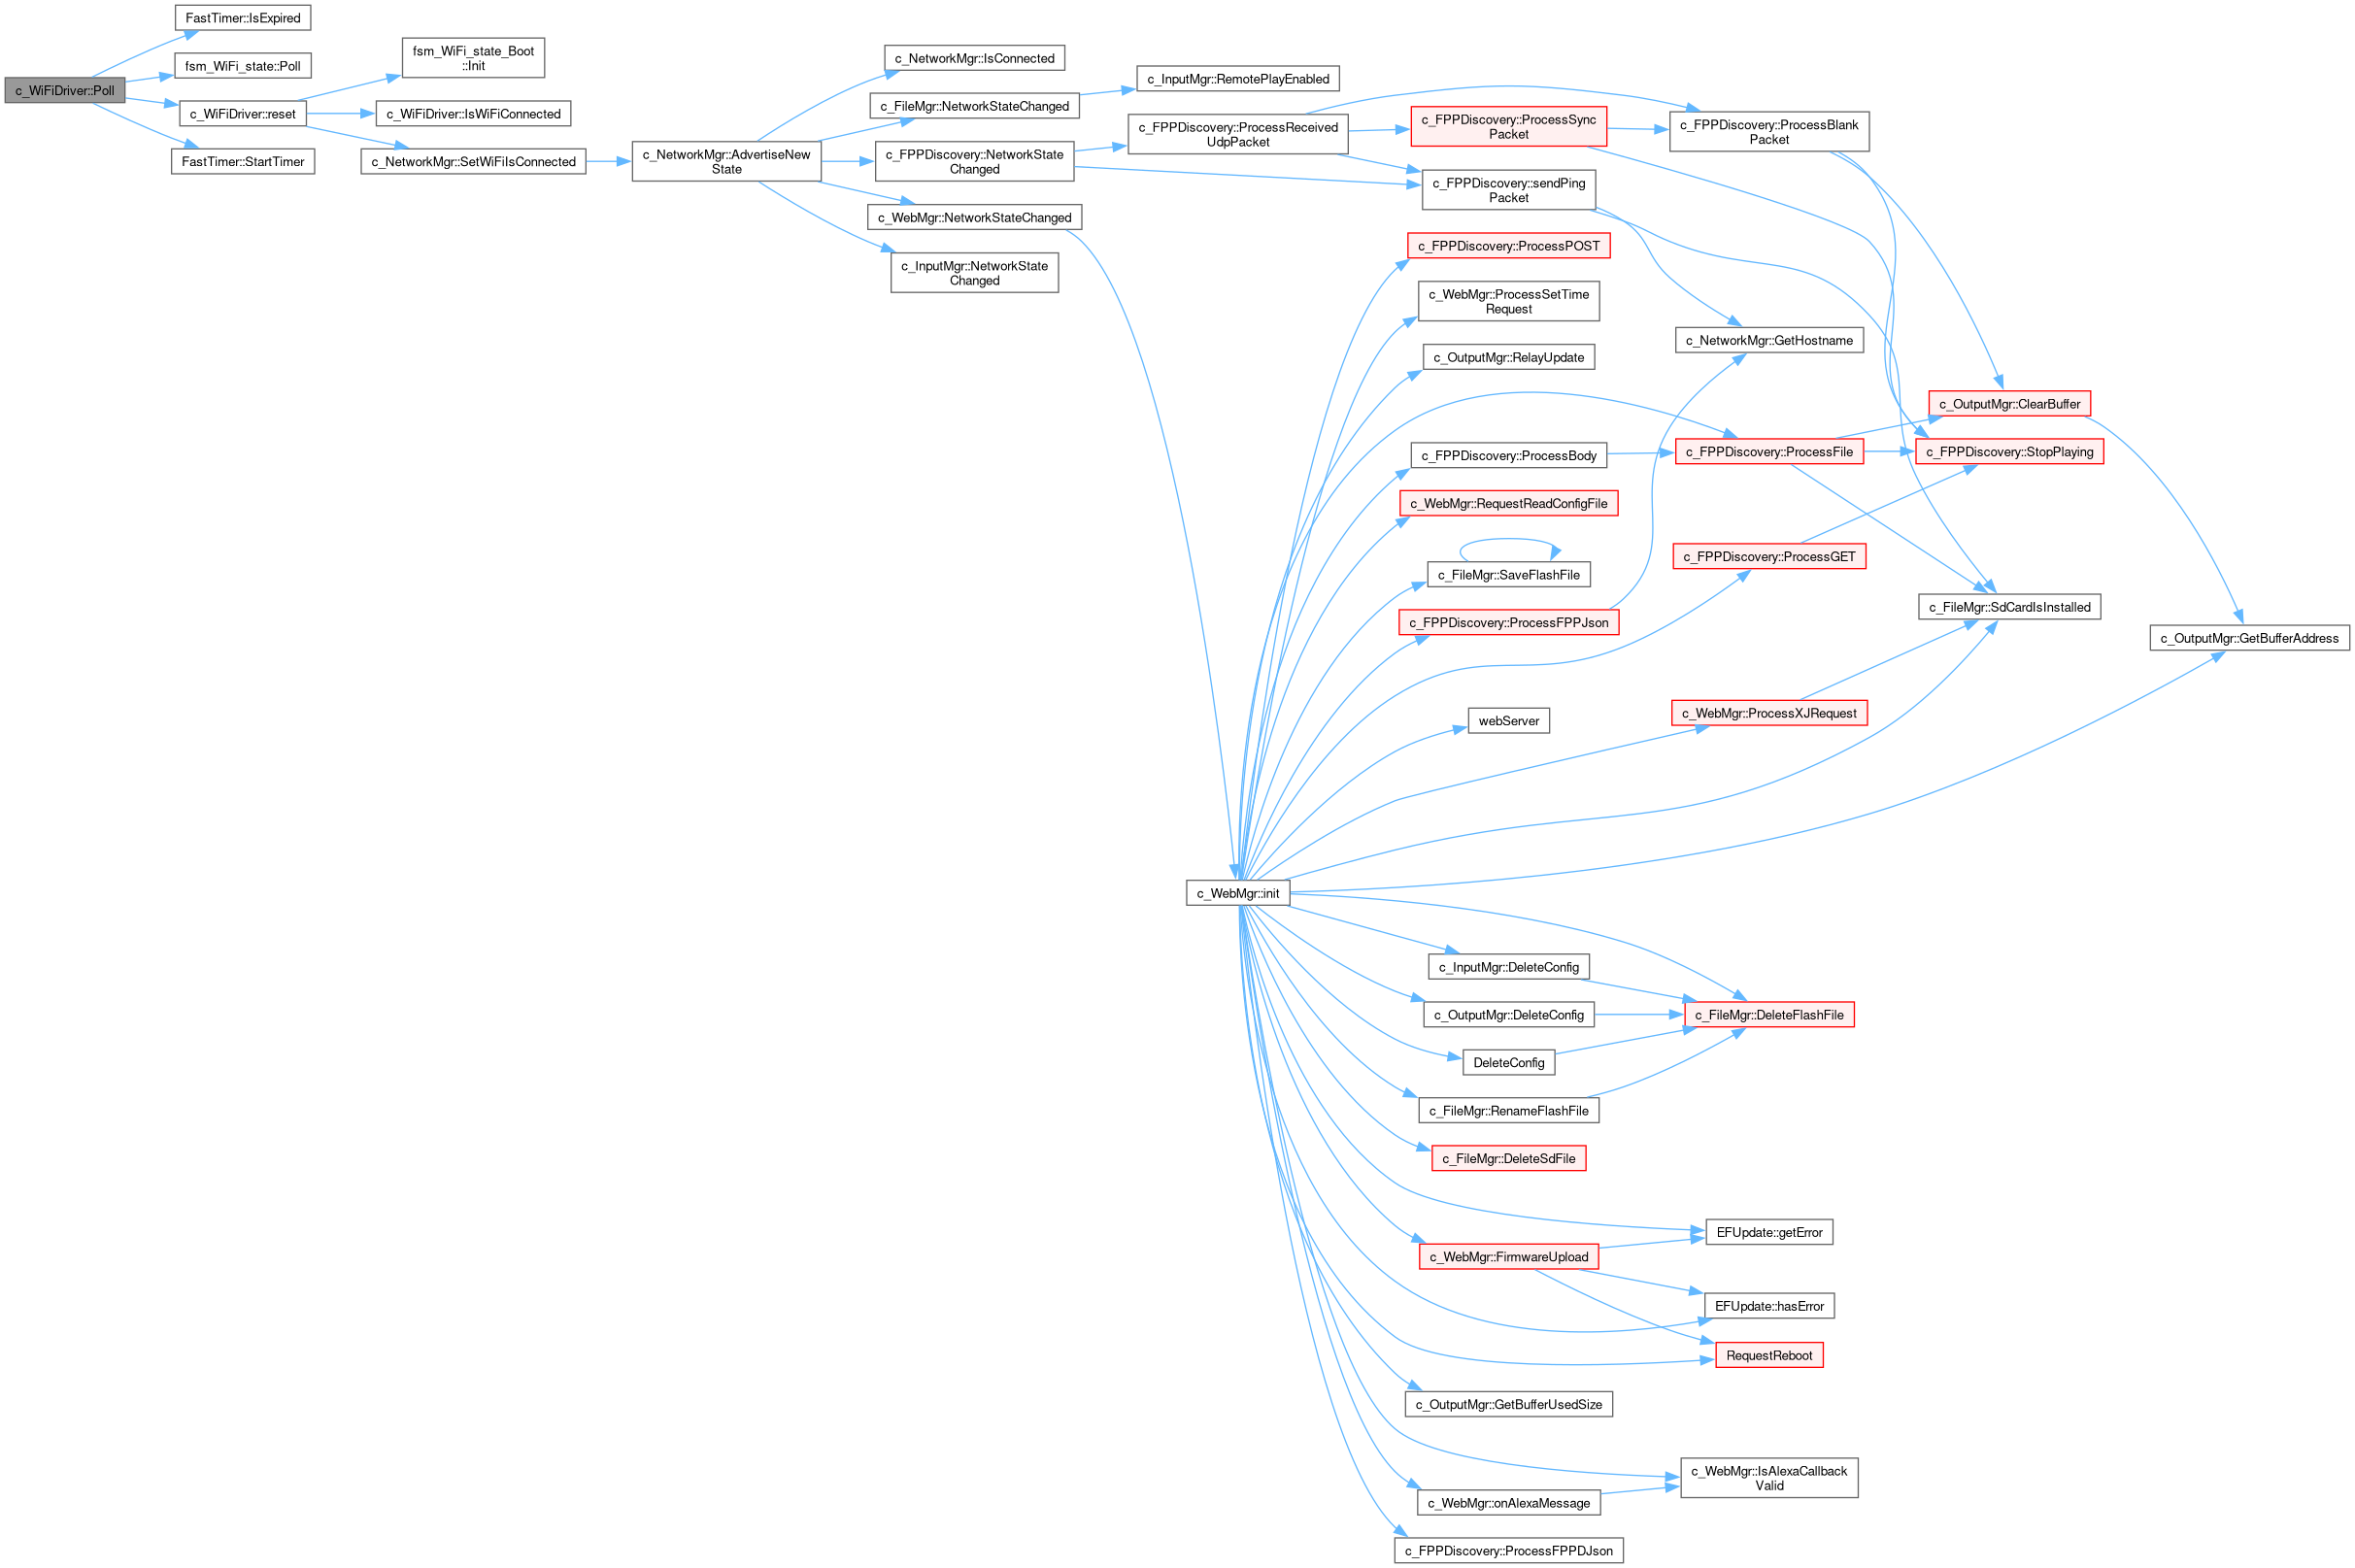 c_WiFiDriver::Poll
FastTimer::IsExpired
fsm_WiFi_state::Poll
c_WiFiDriver::reset
FastTimer::StartTimer
fsm_WiFi_state_Boot
::Init
c_WiFiDriver::IsWiFiConnected
c_NetworkMgr::SetWiFiIsConnected
c_NetworkMgr::AdvertiseNew
State
c_NetworkMgr::IsConnected
c_FileMgr::NetworkStateChanged
c_FPPDiscovery::NetworkState
Changed
c_WebMgr::NetworkStateChanged
c_InputMgr::NetworkState
Changed
c_InputMgr::RemotePlayEnabled
c_FPPDiscovery::ProcessReceived
UdpPacket
c_WebMgr::init
c_FPPDiscovery::ProcessSync
Packet
c_FPPDiscovery::sendPing
Packet
c_FPPDiscovery::ProcessPOST
c_WebMgr::ProcessSetTime
Request
c_OutputMgr::RelayUpdate
c_FPPDiscovery::ProcessBody
c_WebMgr::RequestReadConfigFile
c_FileMgr::SaveFlashFile
c_FPPDiscovery::ProcessFPPJson
webServer
c_InputMgr::DeleteConfig
c_OutputMgr::DeleteConfig
DeleteConfig
c_FileMgr::RenameFlashFile
c_FileMgr::DeleteSdFile
c_WebMgr::FirmwareUpload
c_OutputMgr::GetBufferUsedSize
c_WebMgr::onAlexaMessage
c_FPPDiscovery::ProcessFPPDJson
c_FPPDiscovery::ProcessBlank
Packet
c_NetworkMgr::GetHostname
c_FPPDiscovery::ProcessFile
c_FPPDiscovery::ProcessGET
c_WebMgr::ProcessXJRequest
c_FileMgr::DeleteFlashFile
EFUpdate::getError
EFUpdate::hasError
RequestReboot
c_WebMgr::IsAlexaCallback
Valid
c_OutputMgr::ClearBuffer
c_FPPDiscovery::StopPlaying
c_FileMgr::SdCardIsInstalled
c_OutputMgr::GetBufferAddress